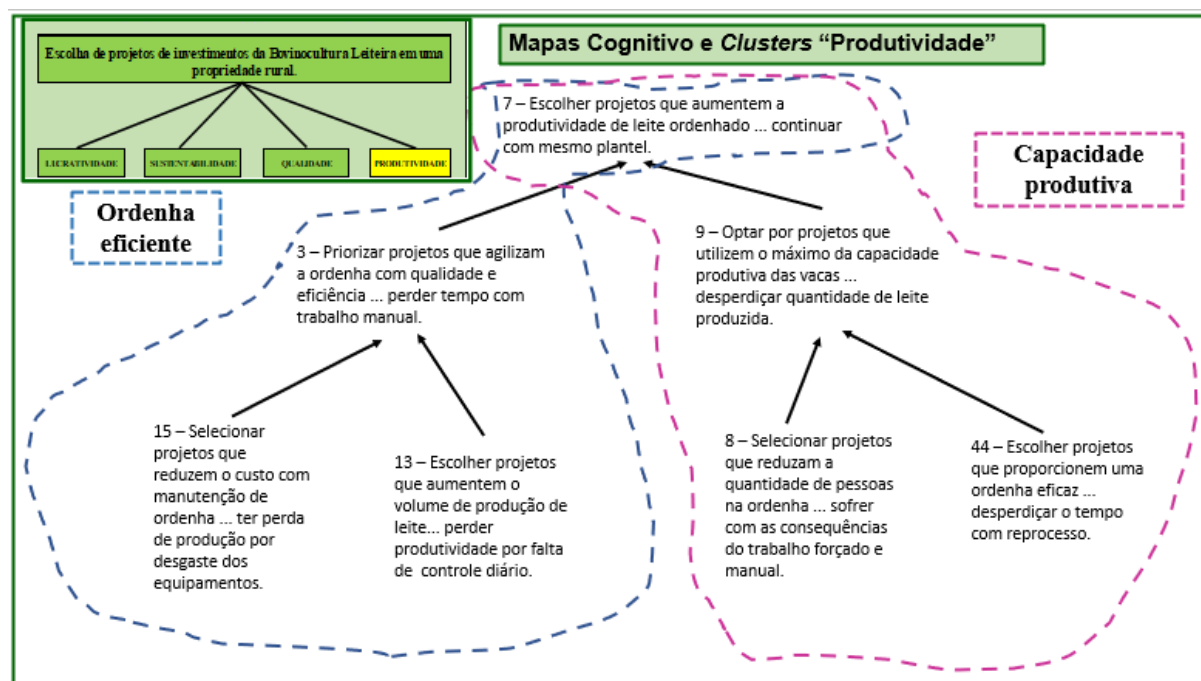 Escolha de projetos de investimentos da Bovinocultura Leiteira em uma
propriedade rural.
LUCRATIVIDADE
SUSTENTABILIDADE
QUALIDADE
PRODUTIVIDADE
Mapas Cognitivo e Clusters “Produtividade”
7 – Escolher projetos que aumentem a
produtividade de leite ordenhado ... continuar
com mesmo plantel.
Capacidade
produtiva
Ordenha
eficiente
3 – Priorizar projetos que agilizam
a ordenha com qualidade e
eficiência ... perder tempo com
trabalho manual.
9 – Optar por projetos que
utilizem o máximo da capacidade
produtiva das vacas ...
desperdiçar quantidade de leite
produzida.
15 – Selecionar
projetos que
reduzem o custo com
manutenção de
ordenha ... ter perda
de produção por
desgaste dos
equipamentos.
13 – Escolher projetos
que aumentem o
volume de produção de
leite... perder
produtividade por falta
de controle diário.
8 – Selecionar projetos
que reduzam a
quantidade de pessoas
na ordenha ... sofrer
com as consequências
do trabalho forçado e
manual.
44 – Escolher projetos
que proporcionem uma
ordenha eficaz ...
desperdiçar o tempo
com reprocesso.